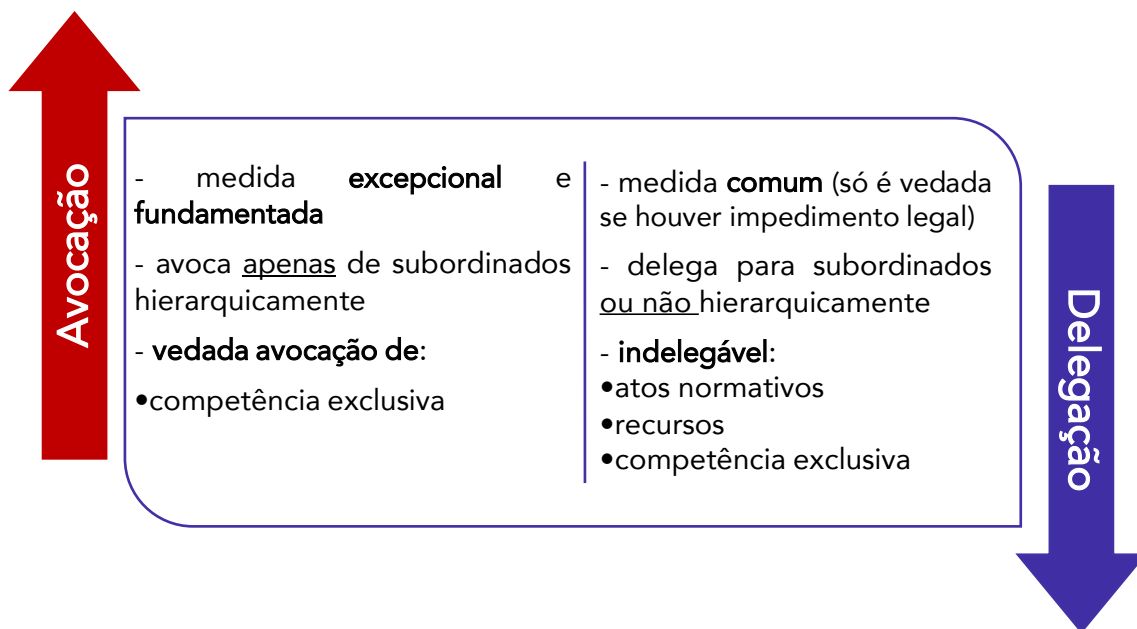 Avocação
- medida excepcional e
fundamentada
- avoca apenas de subordinados
hierarquicamente
- vedada avocação de:
•competência exclusiva
- medida comum (só é vedada
se houver impedimento legal)
- delega para subordinados
ou não hierarquicamente
- indelegável:
•atos normativos
•recursos
•competência exclusiva
Delegação